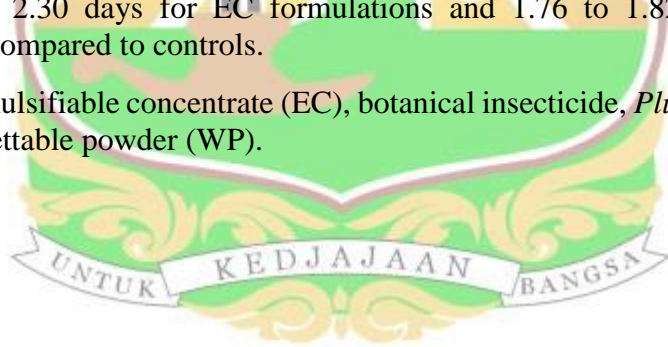 2.30 days for EC formulations and 1.76 to 1.82
ompared to controls.
ulsifiable concentrate (EC), botanical insecticide, Plu
ettable powder (WP).
UNTUK KEDJAJAAN BANGSA